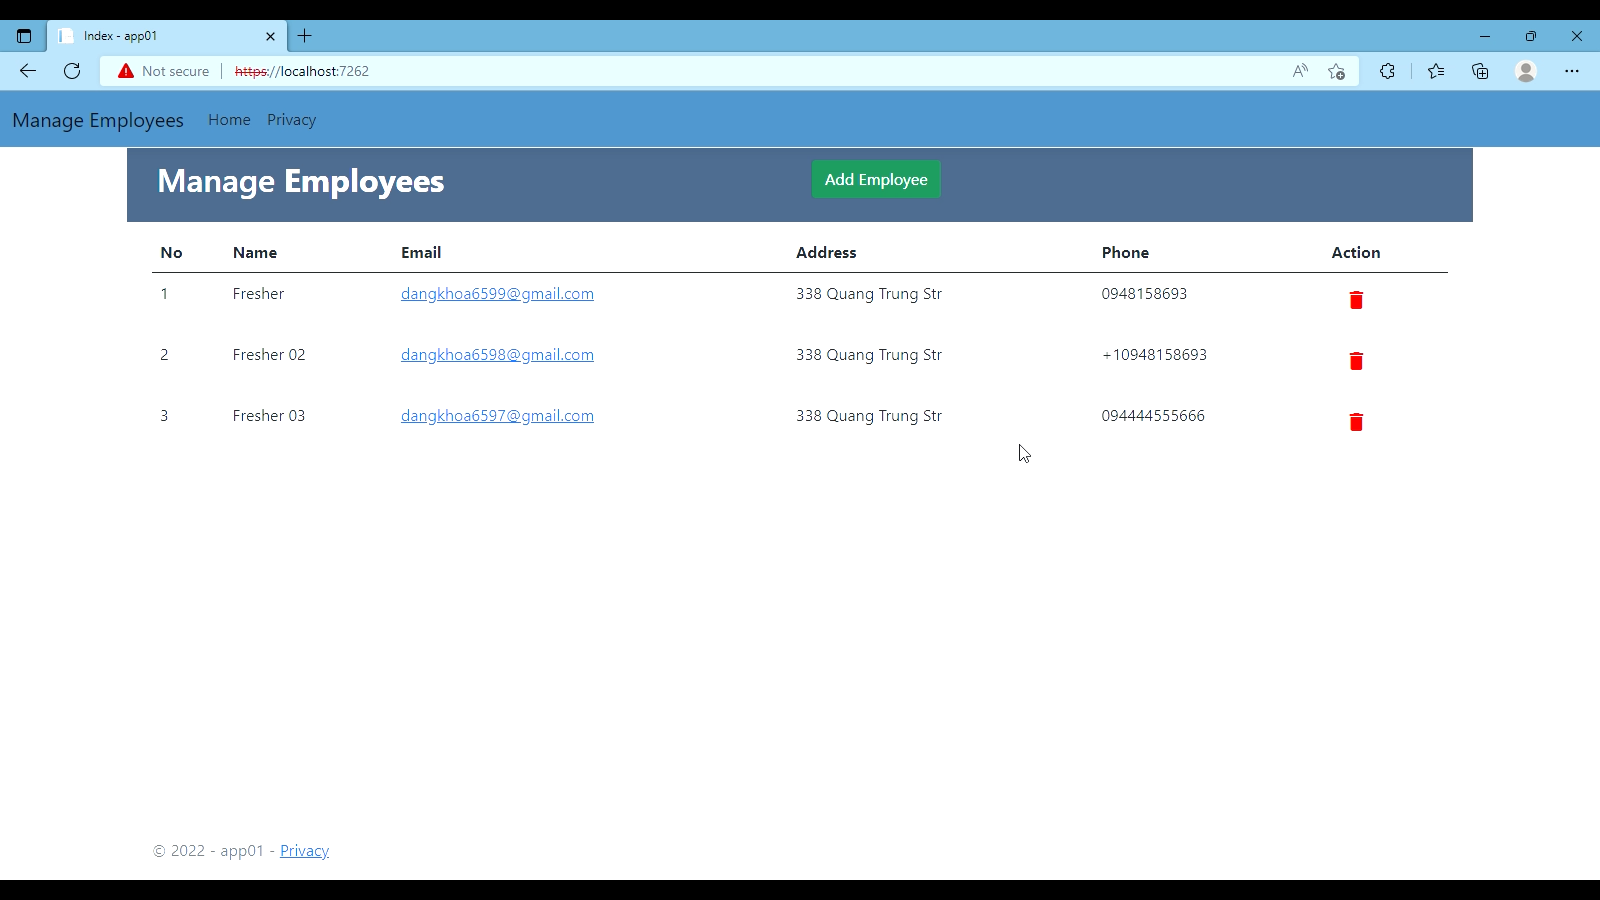 Index - app01
Not secure https://localhost:7262
Manage Employees Home Privacy
Manage Employees Add Employee
No Name Email Address Phone Action
1 Fresher dangkhoa6599@gmail.com 338 Quang Trung Str 0948158693
2 Fresher 02 dangkhoa6598@gmail.com 338 Quang Trung Str +10948158693
3 Fresher 03 dangkhoa6597@gmail.com 338 Quang Trung Str 094444555666
© 2022 - app01 - Privacy